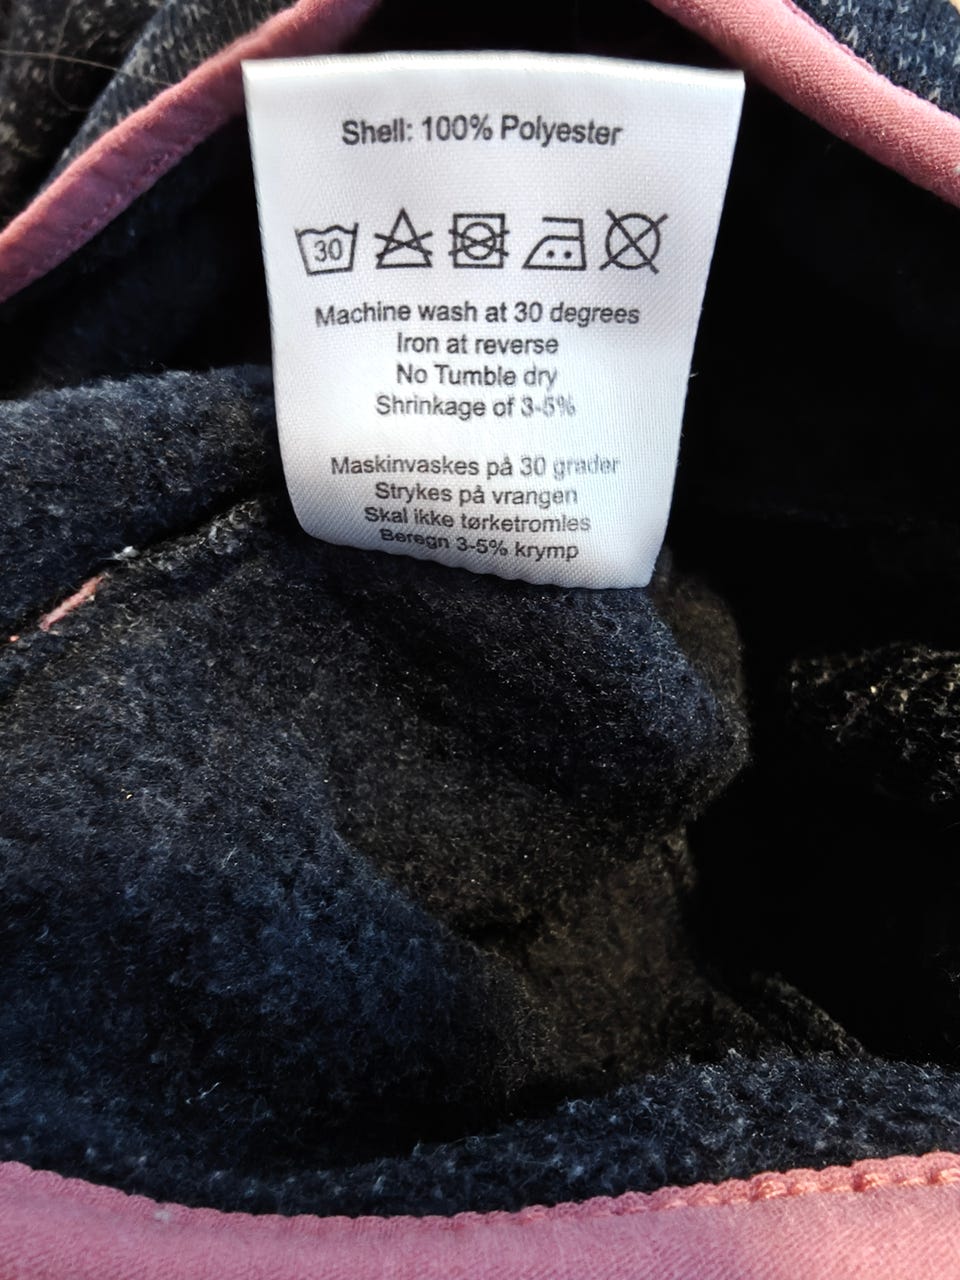 Shell: 100% Polyester
30
Machine wash at 30 degrees
Iron at reverse
No Tumble dry
Shrinkage of 3-5%
Maskinvaskes på 30 grader
Strykes på vrangen
Skal ikke tørketromles
Beregn 3-5% krymp